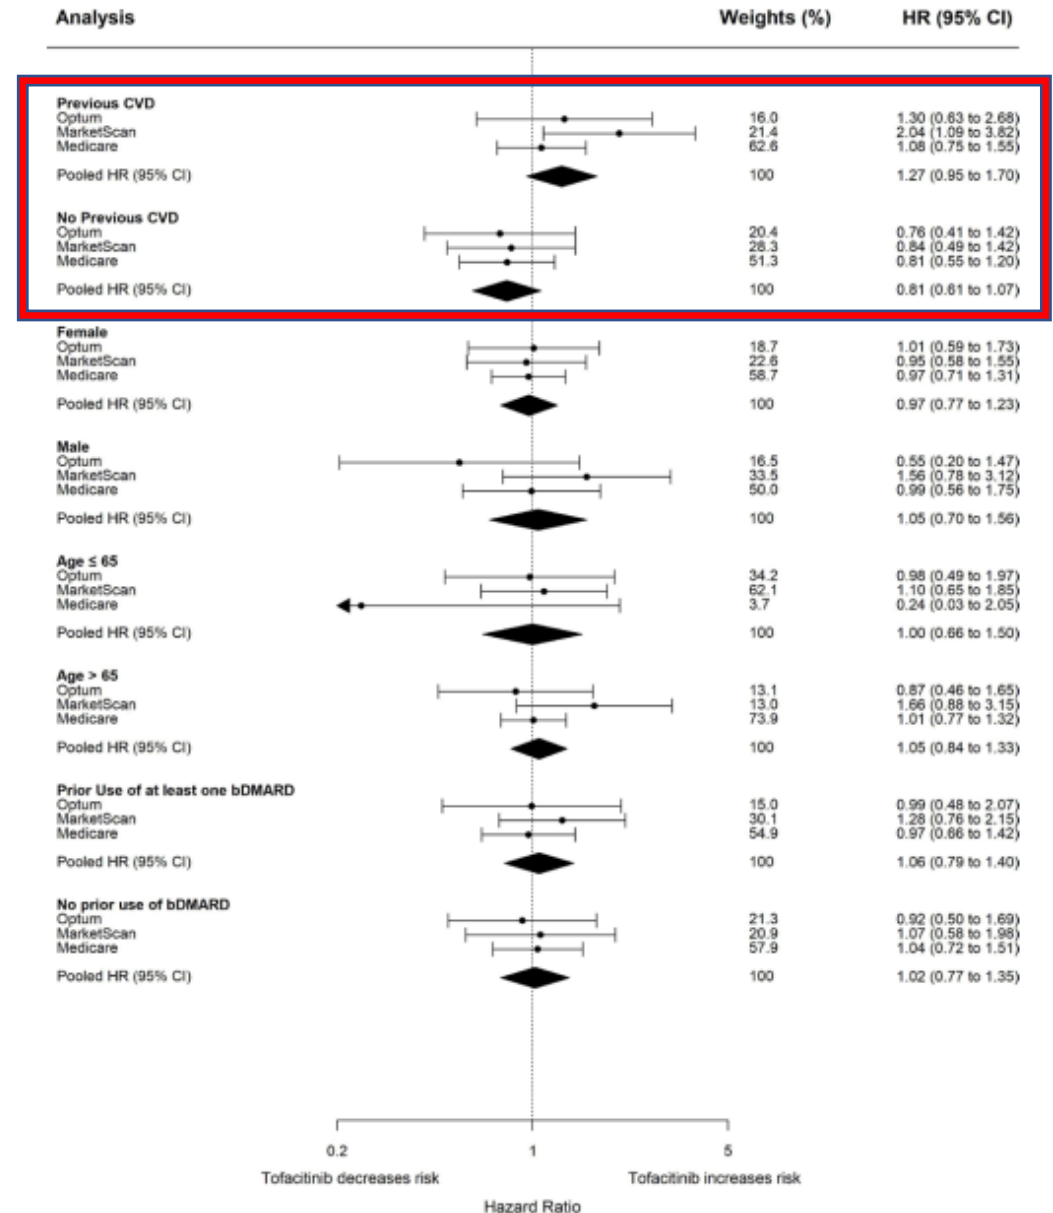 Analysis Weights (%) HR (95% CI)
Previous CVD
Optum 16.0 1.30 (0.63 to 2.68)
MarketScan 21.4 2.04 (1.09 to 3.82)
Medicare 62.6 1.08 (0.75 to 1.55)
Pooled HR (95% CI) 100 1.27 (0.95 to 1.70)
No Previous CVD
Optum 20.4 0.76 (0.41 to 1.42)
MarketScan 28.3 0.84 (0.49 to 1.42)
Medicare 51.3 0.81 (0.55 to 1.20)
Pooled HR (95% CI) 100 0.81 (0.61 to 1.07)
Female
Optum 18.7 1.01 (0.59 to 1.73)
MarketScan 22.6 0.95 (0.58 to 1.55)
Medicare 58.7 0.97 (0.71 to 1.31)
Pooled HR (95% CI) 100 0.97 (0.77 to 1.23)
Male
Optum 16.5 0.55 (0.20 to 1.47)
MarketScan 33.5 1.56 (0.78 to 3.12)
Medicare 50.0 0.99 (0.56 to 1.75)
Pooled HR (95% CI) 100 1.05 (0.70 to 1.56)
Age ≤ 65
Optum 34.2 0.98 (0.49 to 1.97)
MarketScan 62.1 1.10 (0.65 to 1.85)
Medicare 3.7 0.24 (0.03 to 2.05)
Pooled HR (95% CI) 100 1.00 (0.66 to 1.50)
Age > 65
Optum 13.1 0.87 (0.46 to 1.65)
MarketScan 13.0 1.66 (0.88 to 3.15)
Medicare 73.9 1.01 (0.77 to 1.32)
Pooled HR (95% CI) 100 1.05 (0.84 to 1.33)
Prior Use of at least one bDMARD
Optum 15.0 0.99 (0.48 to 2.07)
MarketScan 30.1 1.28 (0.76 to 2.15)
Medicare 54.9 0.97 (0.66 to 1.42)
Pooled HR (95% CI) 100 1.06 (0.79 to 1.40)
No prior use of bDMARD
Optum 21.3 0.92 (0.50 to 1.69)
MarketScan 20.9 1.07 (0.58 to 1.98)
Medicare 57.9 1.04 (0.72 to 1.51)
Pooled HR (95% CI) 100 1.02 (0.77 to 1.35)
0.2 1 5
Tofacitinib decreases risk Tofacitinib increases risk
Hazard Ratio